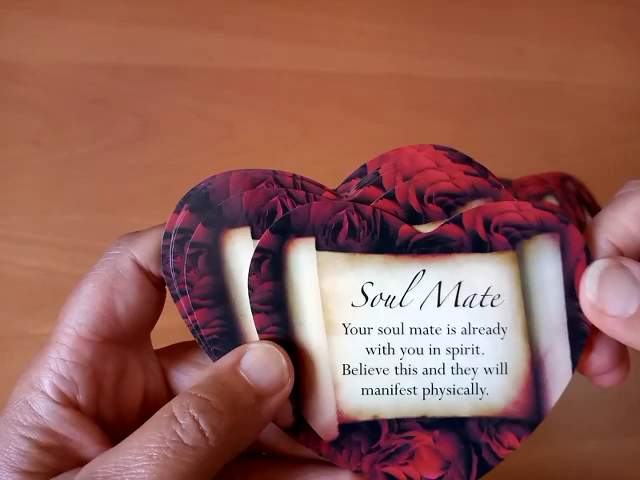 Soul Mate
Your soul mate is already
with you in spirit.
Believe this and they will
manifest physically.